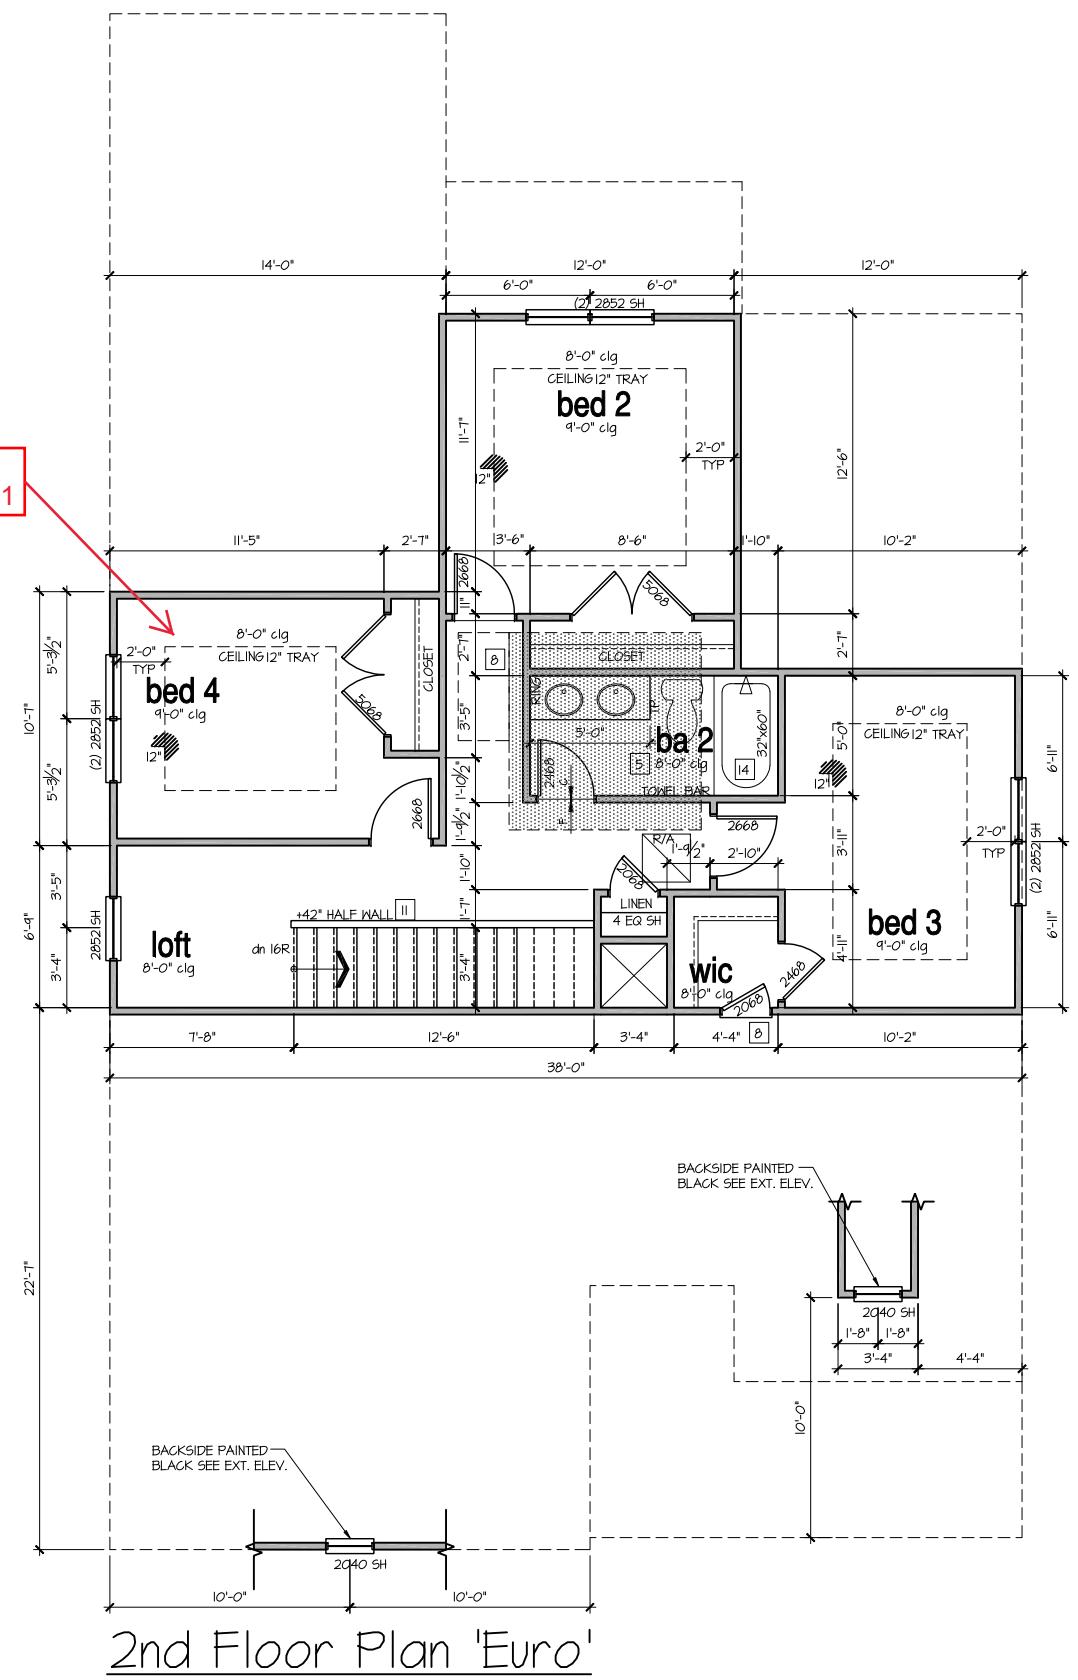 14'-0"
12'-0"
12'-0"
6'-0"
6'-0"
(2) 2852 SH
8'-0" clg
CEILING 12" TRAY
bed 2
9'-0" clg
11'-7"
2'-0"
TYP
12"
12'-6"
1
11'-5"
2'-7"
3'-6"
8'-6"
1'-10"
10'-2"
2668
11"
5068
8'-0" clg
2'-0"
CEILING 12" TRAY
TYP
bed 4
9'-0" clg
12"
CLOSET
5068
5'-3 1/2"
10'-7"
(2) 2852 SH
5'-3 1/2"
2'-7"
8
CLOSET
2'-7"
RING
3'-5"
5'-0"
ba 2
8'-0" clg
5
14
32"x60"
2468
TOWEL BAR
1'-10 1/2"
1'-9 1/2"
8'-0" clg
5'-0"
CEILING 12" TRAY
12"
6'-11"
2'-0"
TYP
(2) 2852 SH
2668
2668
R/A
1'-9 1/2"
2'-10"
3'-11"
1'-10"
2068
3'-5"
6'-9"
2852 SH
+42" HALF WALL
11
1'-7"
LINEN
4 EQ SH
bed 3
9'-0" clg
6'-11"
loft
8'-0" clg
dn 16R
3'-4"
3'-4"
wic
8'-0" clg
2468
4'-11"
2068
8
7'-8"
12'-6"
3'-4"
4'-4"
10'-2"
38'-0"
BACKSIDE PAINTED
BLACK SEE EXT. ELEV.
22'-7"
2040 SH
1'-8"
1'-8"
3'-4"
4'-4"
10'-0"
BACKSIDE PAINTED
BLACK SEE EXT. ELEV.
2040 SH
10'-0"
10'-0"
2nd Floor Plan 'Euro'